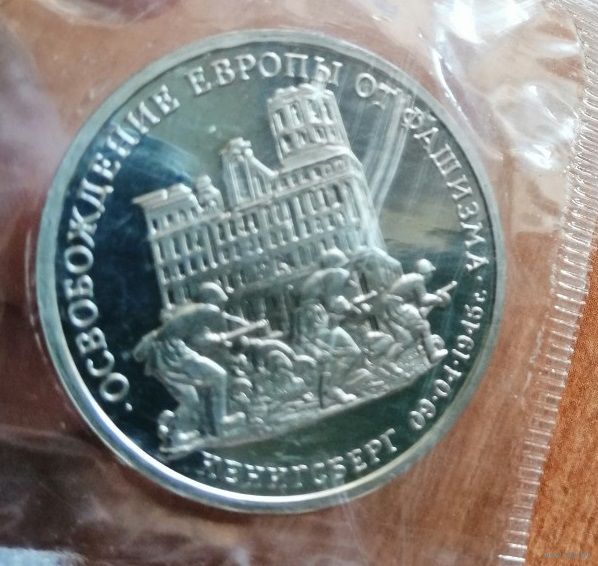 ·ОСВОБОЖДЕНИЕ ЕВРОПЫ ОТ ФАШИЗМА·
КЕНИГСБЕРГ 09·04·1945 г.